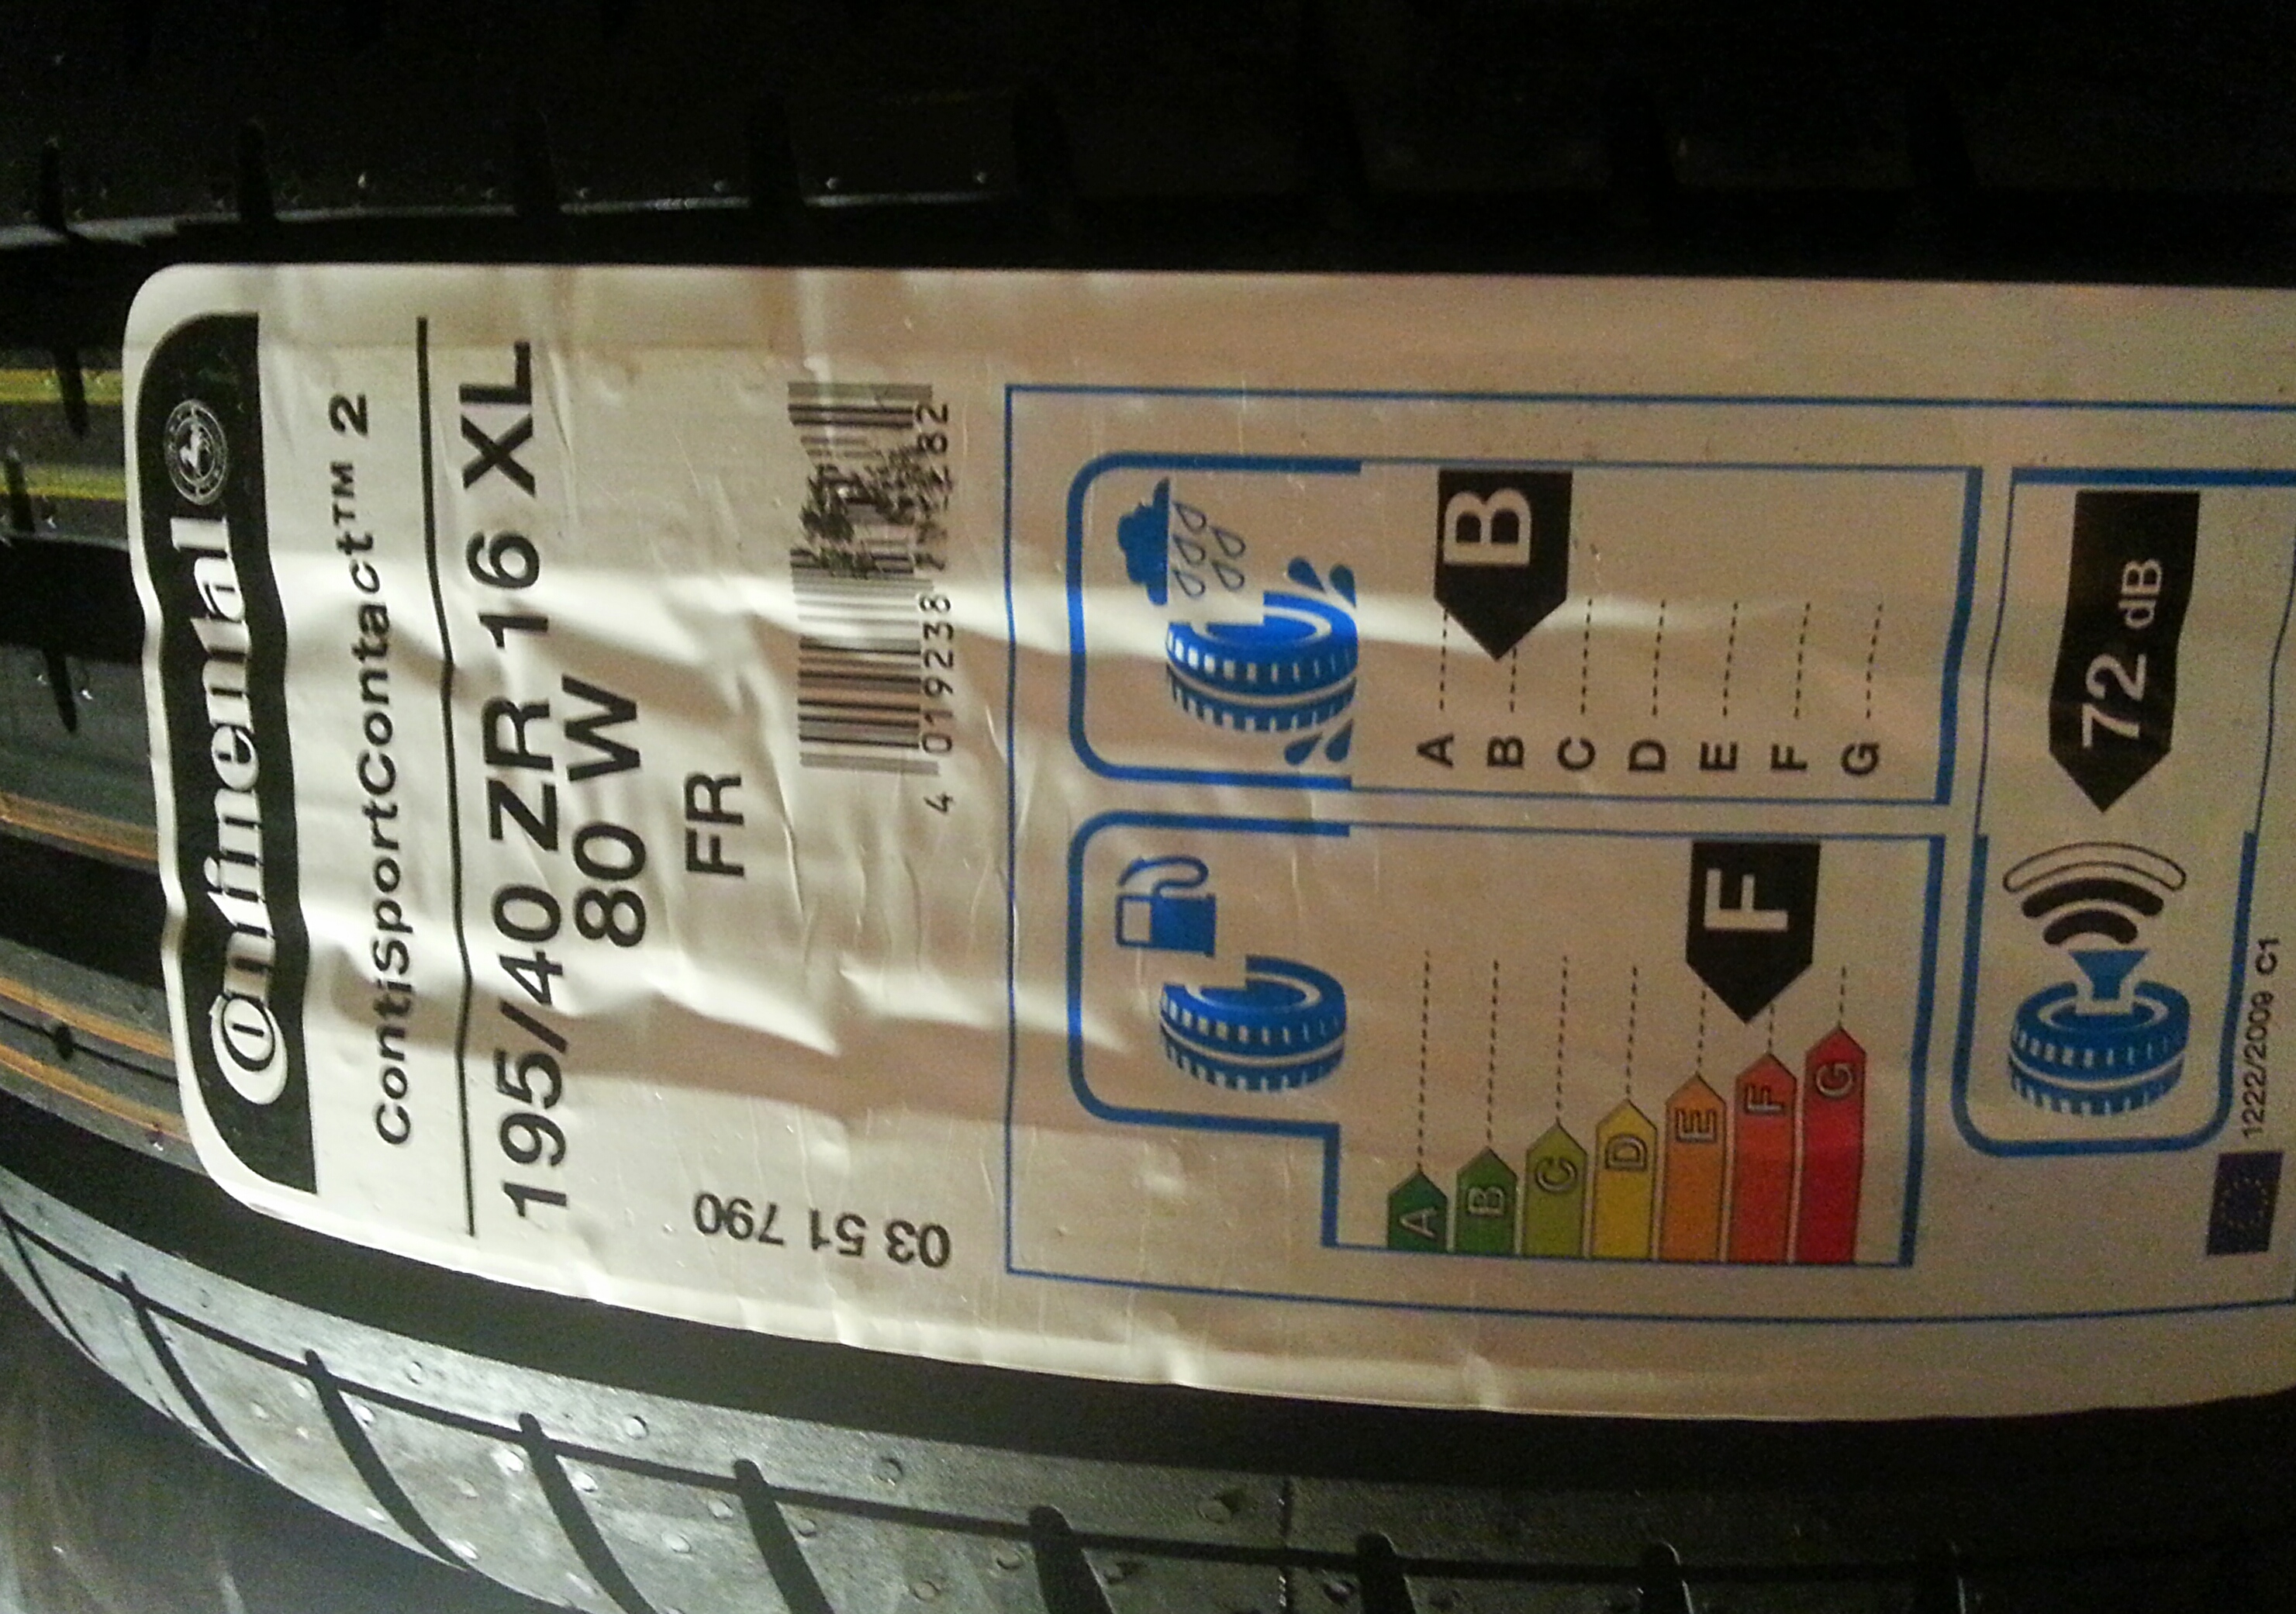 Continental
ContiSportContact™ 2
195/40 ZR 16 XL
80 W
FR
03 51 790
4 019238
282
A
B
C
D
E
F
G
F
A
B
C
D
E
F
G
B
72 dB
1222/2009 C1